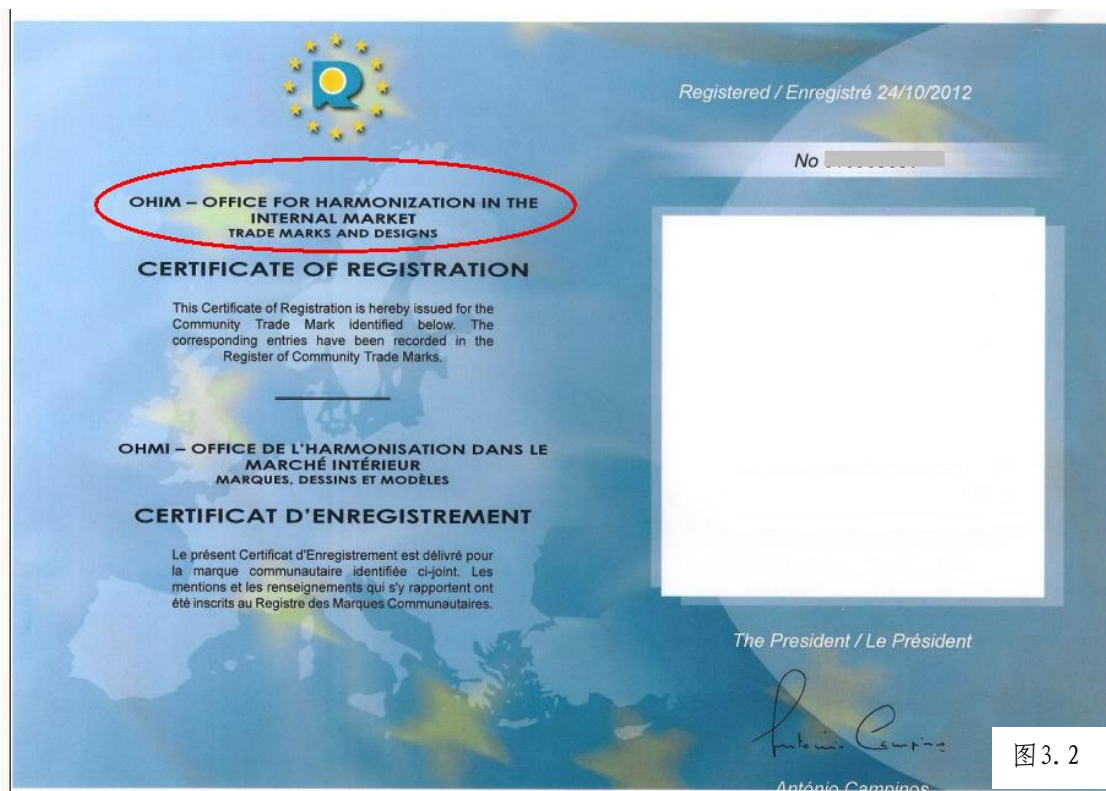 R
OHIM – OFFICE FOR HARMONIZATION IN THE
INTERNAL MARKET
TRADE MARKS AND DESIGNS
CERTIFICATE OF REGISTRATION
This Certificate of Registration is hereby issued for the
Community Trade Mark identified below. The
corresponding entries have been recorded in the
Register of Community Trade Marks.
OHMI – OFFICE DE L'HARMONISATION DANS LE
MARCHÉ INTÉRIEUR
MARQUES, DESSINS ET MODÈLES
CERTIFICAT D'ENREGISTREMENT
Le présent Certificat d'Enregistrement est délivré pour
la marque communautaire identifiée ci-joint. Les
mentions et les renseignements qui s'y rapportent ont
été inscrits au Registre des Marques Communautaires.
Registered / Enregistré 24/10/2012
No
The President / Le Président
António Campinos
António Campinos
图3.2